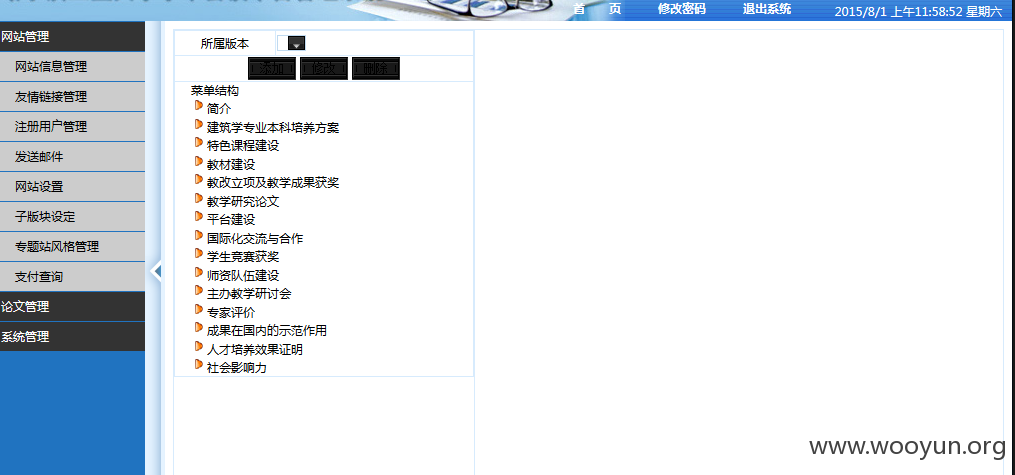 首 页 修改密码 退出系统 2015/8/1 上午11:58:52 星期六
网站管理
网站信息管理
友情链接管理
注册用户管理
发送邮件
网站设置
子版块设定
专题站风格管理
支付查询
论文管理
系统管理
所属版本
添加 修改 删除
菜单结构
简介
建筑学专业本科培养方案
特色课程建设
教材建设
教改立项及教学成果获奖
教学研究论文
平台建设
国际化交流与合作
学生竞赛获奖
师资队伍建设
主办教学研讨会
专家评价
成果在国内的示范作用
人才培养效果证明
社会影响力
www.wooyun.org